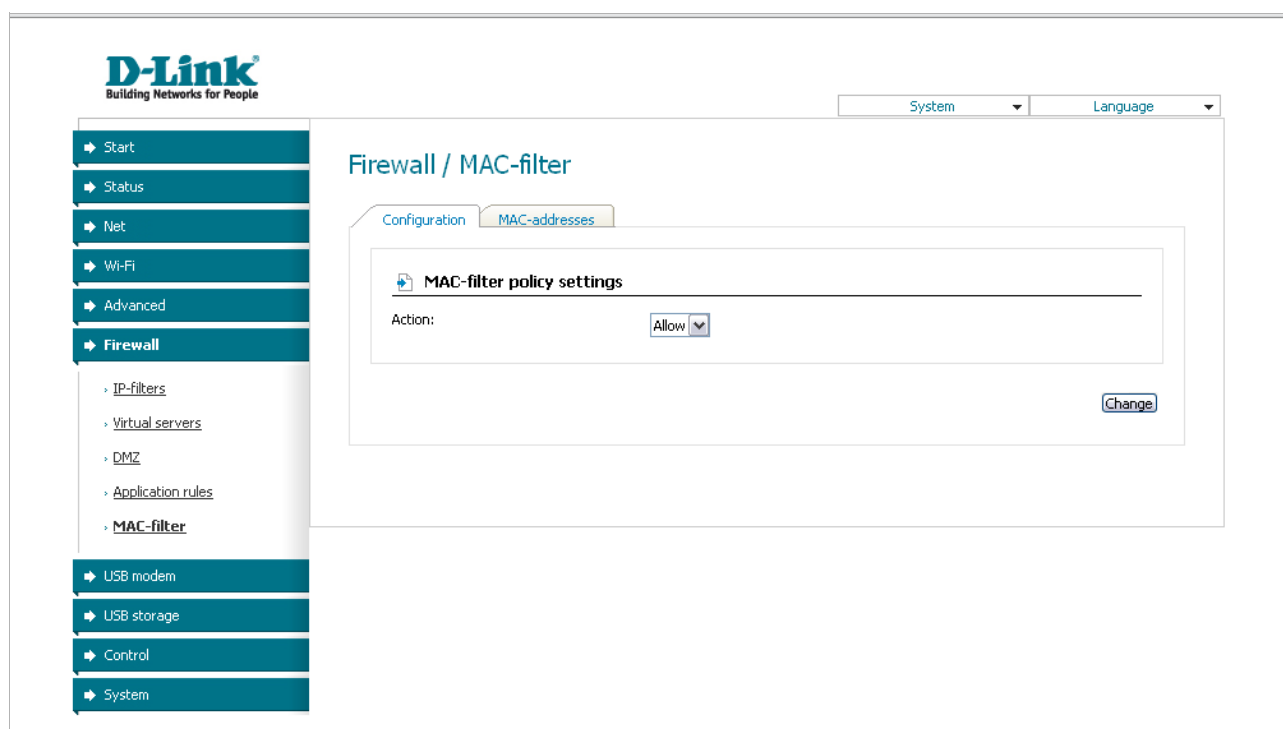 D-Link
Building Networks for People
System
Language
Start
Status
Net
Wi-Fi
Advanced
Firewall
IP-filters
Virtual servers
DMZ
Application rules
MAC-filter
USB modem
USB storage
Control
System
Firewall / MAC-filter
Configuration MAC-addresses
MAC-filter policy settings
Action: Allow
Change